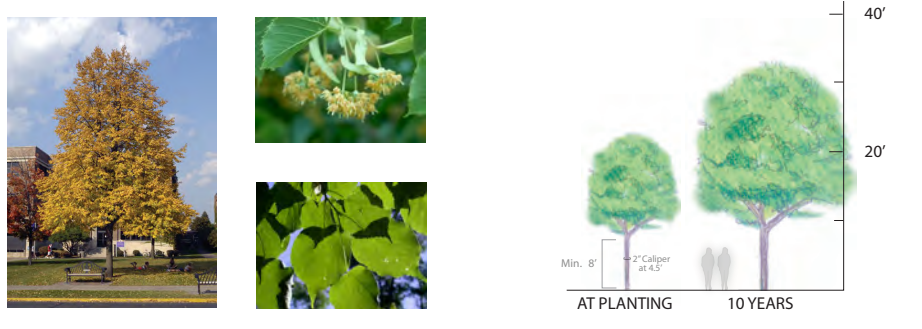 40’
20’
Min. 8’
2” Caliper
at 4.5’
AT PLANTING
10 YEARS